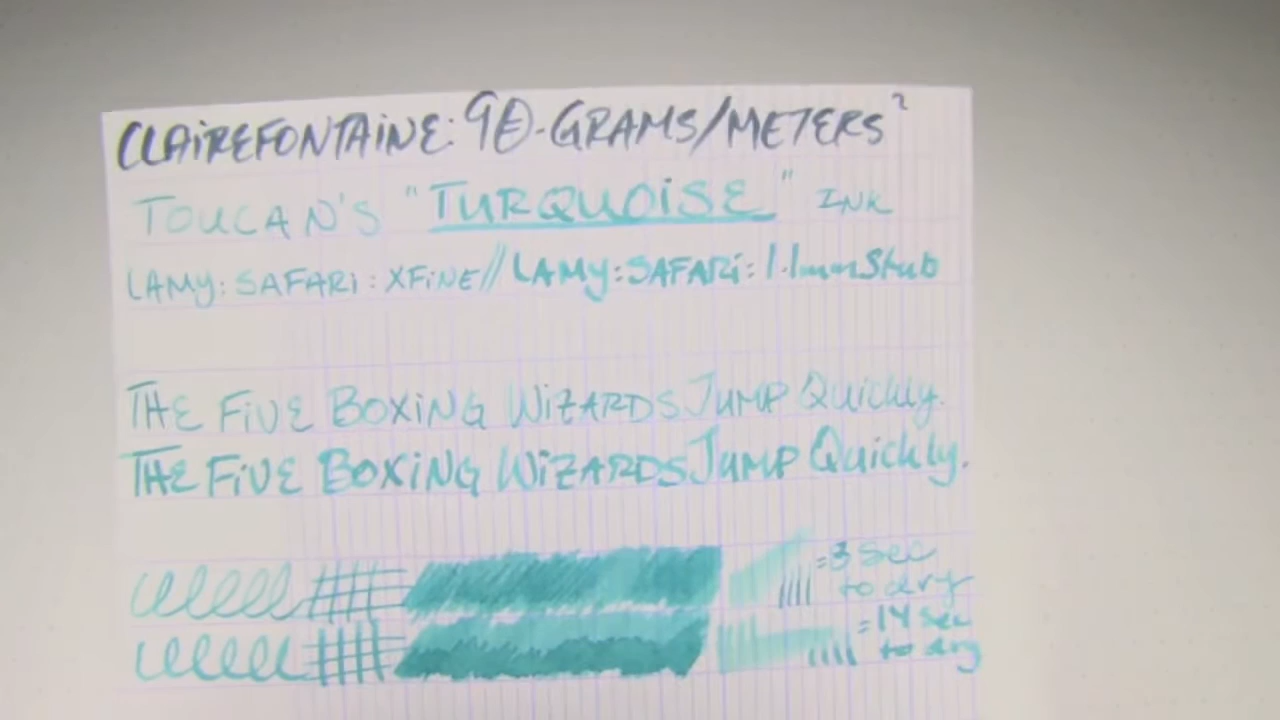 CLAIREFONTAINE: 90-GRAMS/METERS²
TOUCAN'S "TURQUOISE" INK
LAMY: SAFARI: XFINE // LAMY: SAFARI: 1.1mm Stub
THE FIVE BOXING WIZARDS JUMP Quickly.
THE FIVE BOXING WIZARDS JUMP Quickly.
=3 sec
to dry
=14 sec
to dry